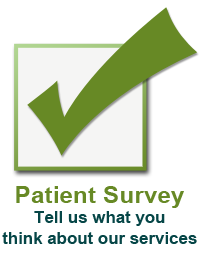 Patient Survey
Tell us what you
think about our services